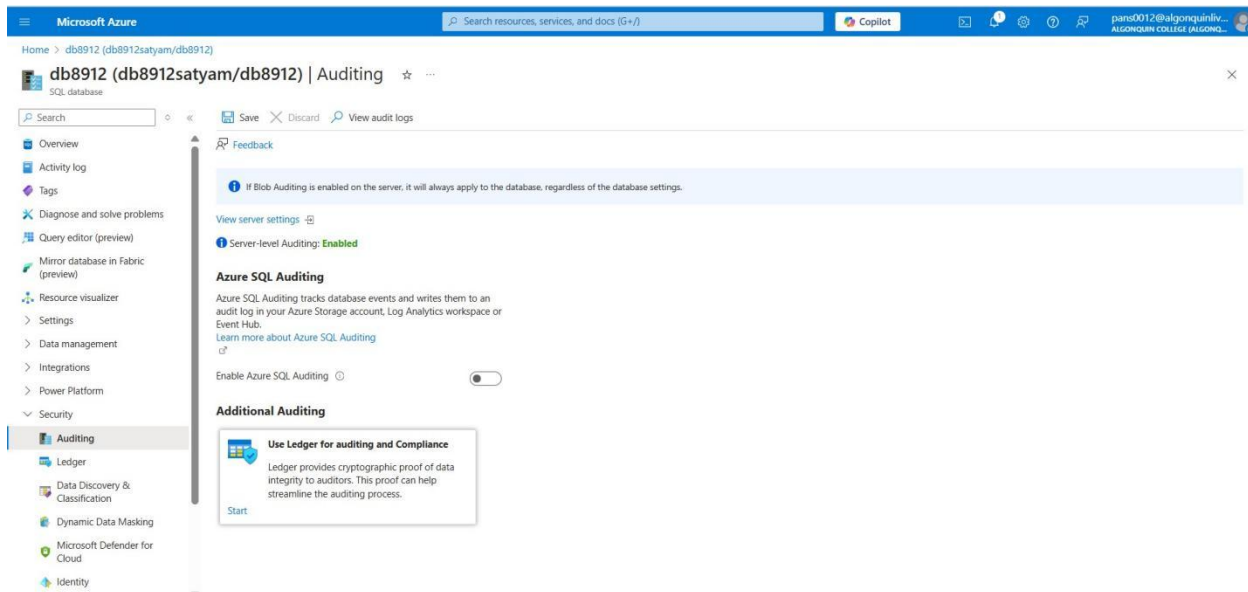 Microsoft Azure
Search resources, services, and docs (G+/)
Copilot
1
pans0012@algonquinliv...
ALGONQUIN COLLEGE (ALGONQ...
Home > db8912 (db8912satyam/db8912)
db8912 (db8912satyam/db8912) | Auditing
SQL database
Search
Save
Discard
View audit logs
Overview
Activity log
Tags
Diagnose and solve problems
Query editor (preview)
Mirror database in Fabric
(preview)
Resource visualizer
Settings
Data management
Integrations
Power Platform
Security
Auditing
Ledger
Data Discovery &
Classification
Dynamic Data Masking
Microsoft Defender for
Cloud
Identity
Feedback
If Blob Auditing is enabled on the server, it will always apply to the database, regardless of the database settings.
View server settings
Server-level Auditing: Enabled
Azure SQL Auditing
Azure SQL Auditing tracks database events and writes them to an
audit log in your Azure Storage account, Log Analytics workspace or
Event Hub.
Learn more about Azure SQL Auditing
Enable Azure SQL Auditing
Additional Auditing
Use Ledger for auditing and Compliance
Ledger provides cryptographic proof of data
integrity to auditors. This proof can help
streamline the auditing process.
Start